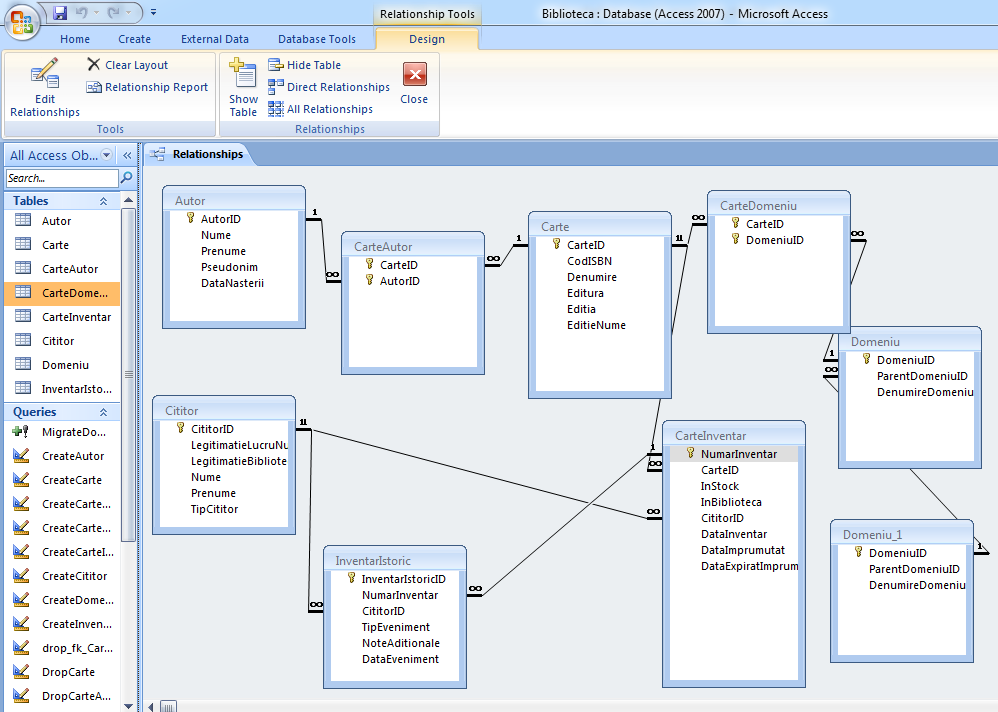 Relationship Tools
Biblioteca : Database (Access 2007) - Microsoft Access
Home Create External Data Database Tools Design
Edit Relationships
Clear Layout
Relationship Report
Tools
Show Table
Hide Table
Direct Relationships
All Relationships
Close
Relationships
All Access Ob...
Search...
Tables
Autor
Carte
CarteAutor
CarteDome...
CarteInventar
Cititor
Domeniu
InventarIsto...
Queries
MigrateDo...
CreateAutor
CreateCarte
CreateCarte...
CreateCarte...
CreateCarteI...
CreateCititor
CreateDome...
CreateInven...
drop_fk_Car...
DropCarte
DropCarteA...
Relationships
Autor
AutorID
Nume
Prenume
Pseudonim
DataNasterii
1
∞
CarteAutor
CarteID
AutorID
∞
1
Carte
CarteID
CodISBN
Denumire
Editura
Editia
EditieNume
1
∞
CarteDomeniu
CarteID
DomeniuID
∞
1
∞
Domeniu
DomeniuID
ParentDomeniuID
DenumireDomeniu
Cititor
CititorID
LegitimatieLucruNu
LegitimatieBibliote
Nume
Prenume
TipCititor
1
∞
InventarIstoric
InventarIstoricID
NumarInventar
CititorID
TipEveniment
NoteAditionale
DataEveniment
∞
1
∞
∞
CarteInventar
NumarInventar
CarteID
InStock
InBiblioteca
CititorID
DataInventar
DataImprumutat
DataExpiratImprum
Domeniu_1
DomeniuID
ParentDomeniuID
DenumireDomeniu
1